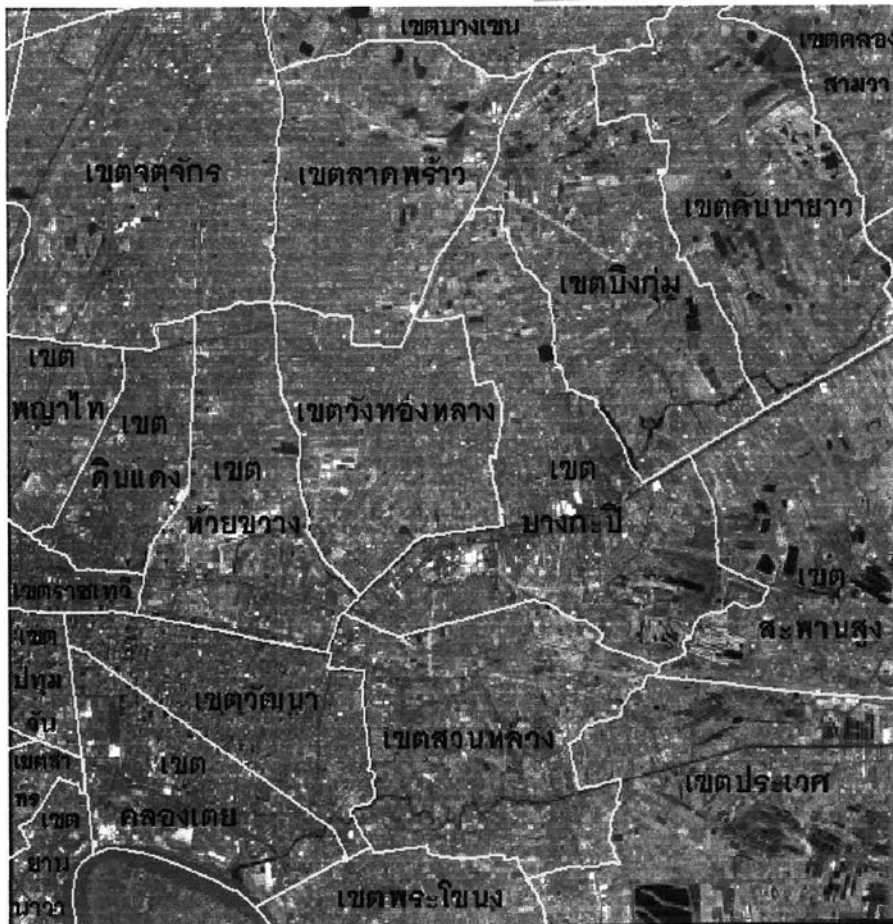 เขตบางเขน
เขตคลอง
สามวา
เขตจตุจักร
เขตลาดพร้าว
เขตคันนายาว
เขตบึงกุ่ม
เขต
พญาไท
เขต
ดินแดง
เขต
ห้วยขวาง
เขตวังทองหลาง
เขต
บางกะปิ
เขต
สะพานสูง
เขตราชเทวี
เขต
ปทุม
วัน
เขตวัฒนา
เขตสวนหลวง
เขตสา
ทร
เขต
คลองเตย
เขตประเวศ
เขต
ยาน
นาวา
เขตพระโขนง